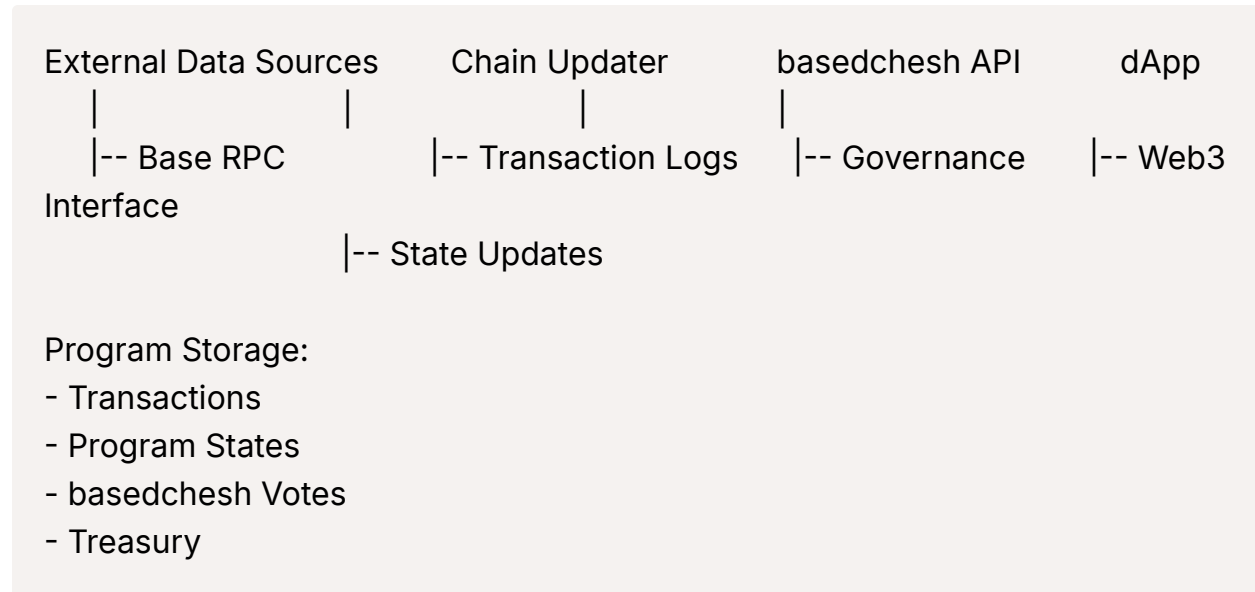 External Data Sources Chain Updater basedchesh API dApp
| | | |
|-- Base RPC |-- Transaction Logs |-- Governance |-- Web3
Interface
|-- State Updates
Program Storage:
- Transactions
- Program States
- basedchesh Votes
- Treasury